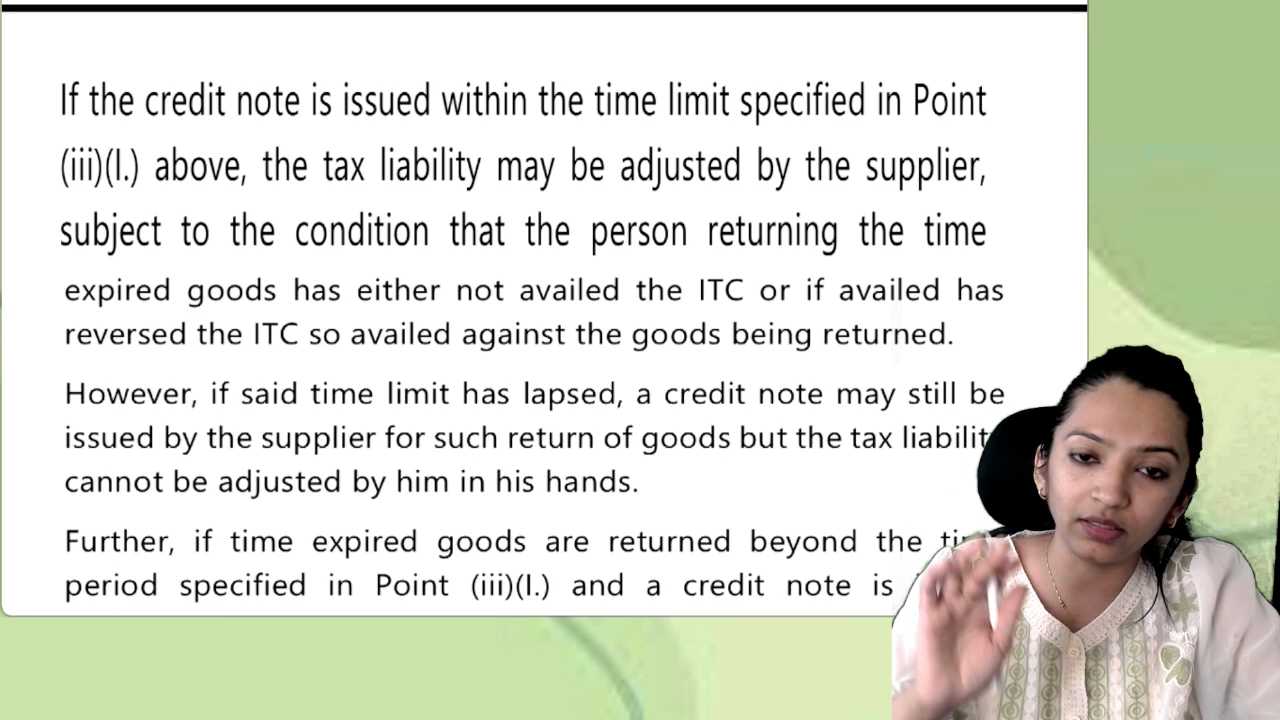 If the credit note is issued within the time limit specified in Point
(iii)(I.) above, the tax liability may be adjusted by the supplier,
subject to the condition that the person returning the time
expired goods has either not availed the ITC or if availed has
reversed the ITC so availed against the goods being returned.
However, if said time limit has lapsed, a credit note may still be
issued by the supplier for such return of goods but the tax liability
cannot be adjusted by him in his hands.
Further, if time expired goods are returned beyond the
period specified in Point (iii)(I.) and a credit note is